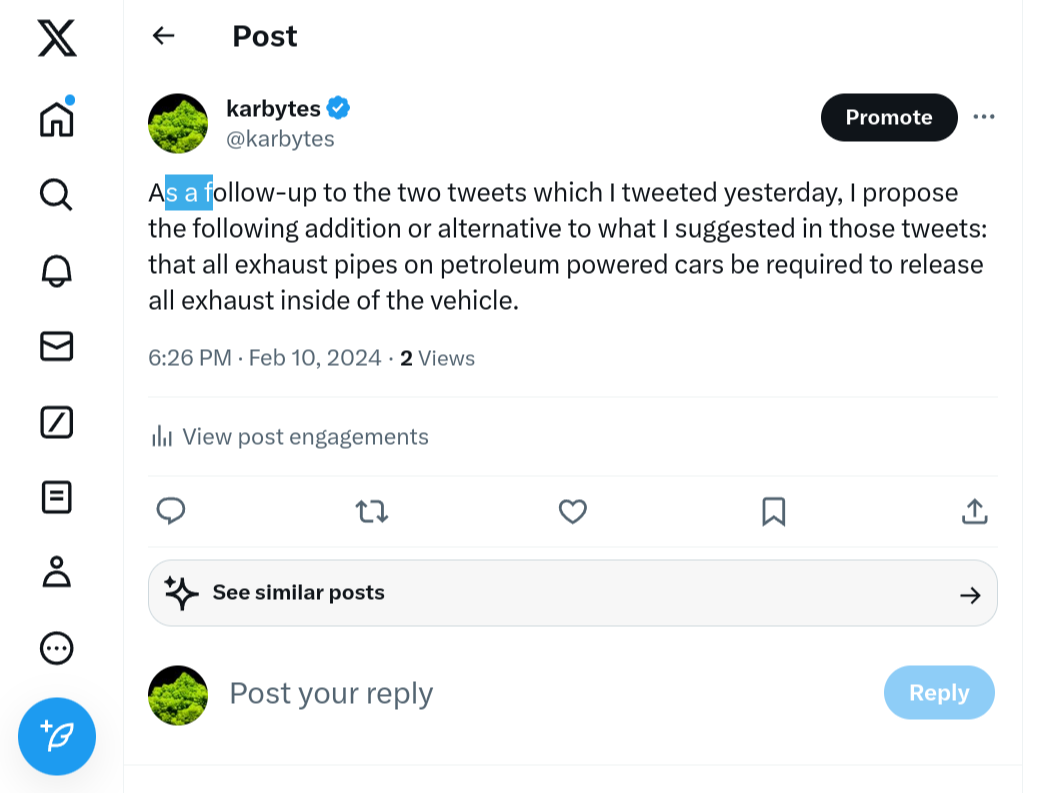 Post
karbytes
@karbytes
Promote
As a follow-up to the two tweets which I tweeted yesterday, I propose
the following addition or alternative to what I suggested in those tweets:
that all exhaust pipes on petroleum powered cars be required to release
all exhaust inside of the vehicle.
6:26 PM · Feb 10, 2024 · 2 Views
View post engagements
See similar posts
Post your reply
Reply